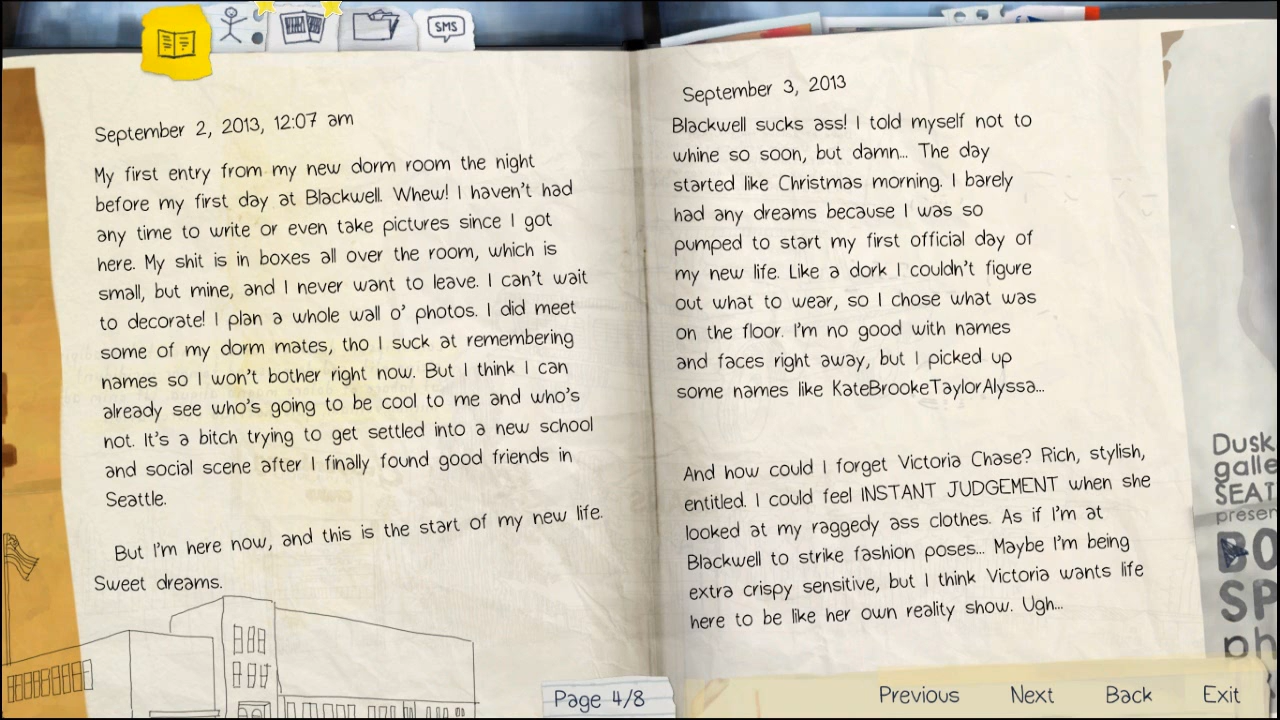 SMS
September 2, 2013, 12:07 am
My first entry from my new dorm room the night
before my first day at Blackwell. Whew! I haven't had
any time to write or even take pictures since I got
here. My shit is in boxes all over the room, which is
small, but mine, and I never want to leave. I can't wait
to decorate! I plan a whole wall o' photos. I did meet
some of my dorm mates, tho I suck at remembering
names so I won't bother right now. But I think I can
already see who's going to be cool to me and who's
not. It's a bitch trying to get settled into a new school
and social scene after I finally found good friends in
Seattle.
But I'm here now, and this is the start of my new life.
Sweet dreams.
September 3, 2013
Blackwell sucks ass! I told myself not to
whine so soon, but damn... The day
started like Christmas morning. I barely
had any dreams because I was so
pumped to start my first official day of
my new life. Like a dork I couldn't figure
out what to wear, so I chose what was
on the floor. I'm no good with names
and faces right away, but I picked up
some names like KateBrookeTaylorAlyssa...
And how could I forget Victoria Chase? Rich, stylish,
entitled. I could feel INSTANT JUDGEMENT when she
looked at my raggedy ass clothes. As if I'm at
Blackwell to strike fashion poses... Maybe I'm being
extra crispy sensitive, but I think Victoria wants life
here to be like her own reality show. Ugh...
Dusk
galle
SEAT
presen
BO
SP
ph
Page 4/8
Previous
Next
Back
Exit